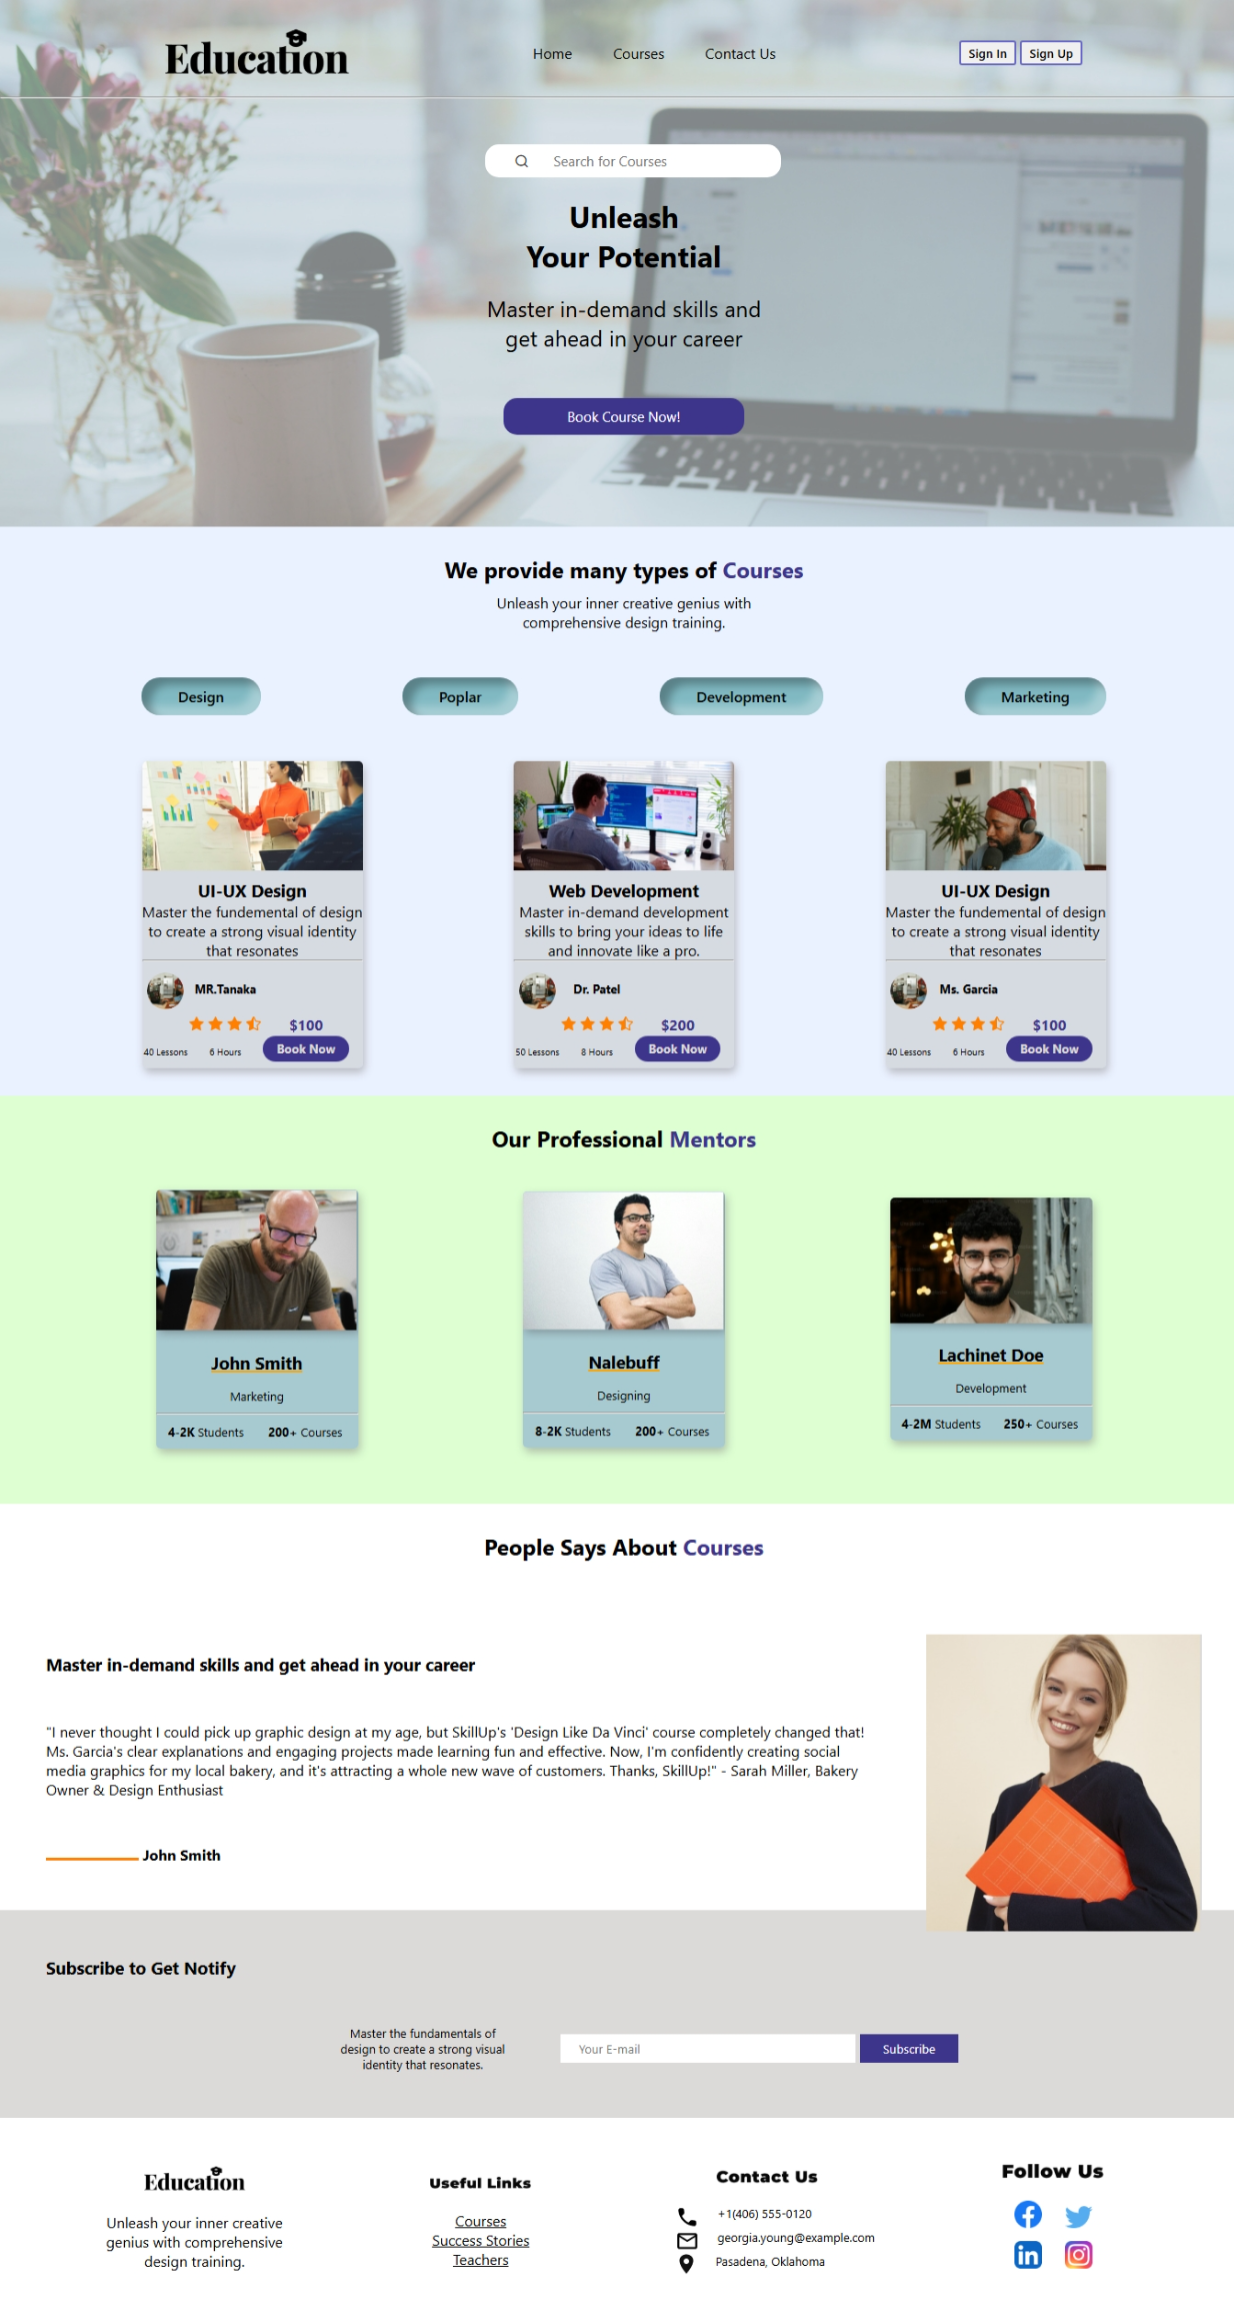 Education
Home
Courses
Contact Us
Sign In
Sign Up
Search for Courses
Unleash
Your Potential
Master in-demand skills and
get ahead in your career
Book Course Now!
We provide many types of Courses
Unleash your inner creative genius with
comprehensive design training.
Design
Poplar
Development
Marketing
UI-UX Design
Master the fundemental of design
to create a strong visual identity
that resonates
MR.Tanaka
$100
40 Lessons
6 Hours
Book Now
Web Development
Master in-demand development
skills to bring your ideas to life
and innovate like a pro.
Dr. Patel
$200
50 Lessons
8 Hours
Book Now
UI-UX Design
Master the fundemental of design
to create a strong visual identity
that resonates
Ms. Garcia
$100
40 Lessons
6 Hours
Book Now
Our Professional Mentors
John Smith
Marketing
4-2K Students
200+ Courses
Nalebuff
Designing
8-2K Students
200+ Courses
Lachinet Doe
Development
4-2M Students
250+ Courses
People Says About Courses
Master in-demand skills and get ahead in your career
"I never thought I could pick up graphic design at my age, but SkillUp's 'Design Like Da Vinci' course completely changed that!
Ms. Garcia's clear explanations and engaging projects made learning fun and effective. Now, I'm confidently creating social
media graphics for my local bakery, and it's attracting a whole new wave of customers. Thanks, SkillUp!" - Sarah Miller, Bakery
Owner & Design Enthusiast
John Smith
Subscribe to Get Notify
Master the fundamentals of
design to create a strong visual
identity that resonates.
Your E-mail
Subscribe
Education
Unleash your inner creative
genius with comprehensive
design training.
Useful Links
Courses
Success Stories
Teachers
Contact Us
+1(406) 555-0120
georgia.young@example.com
Pasadena, Oklahoma
Follow Us